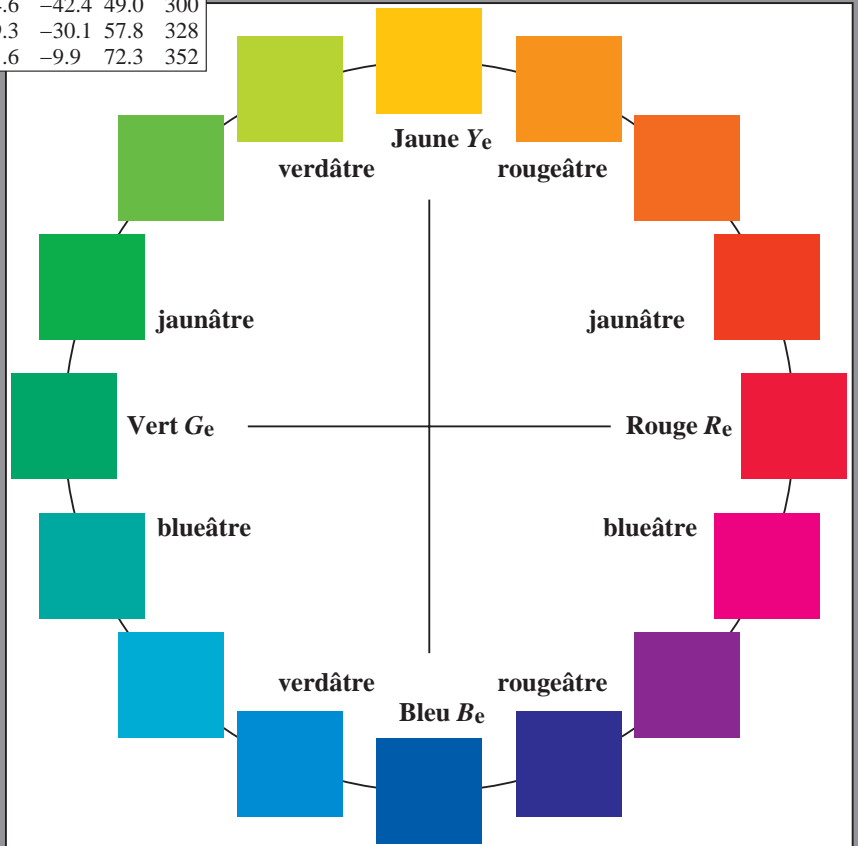 −42.4 49.0 300
−30.1 57.8 328
−9.9 72.3 352
Jaune Ye
verdâtre rougeâtre
jaunâtre jaunâtre
Vert Ge Rouge Re
blueâtre blueâtre
verdâtre rougeâtre
Bleu Be